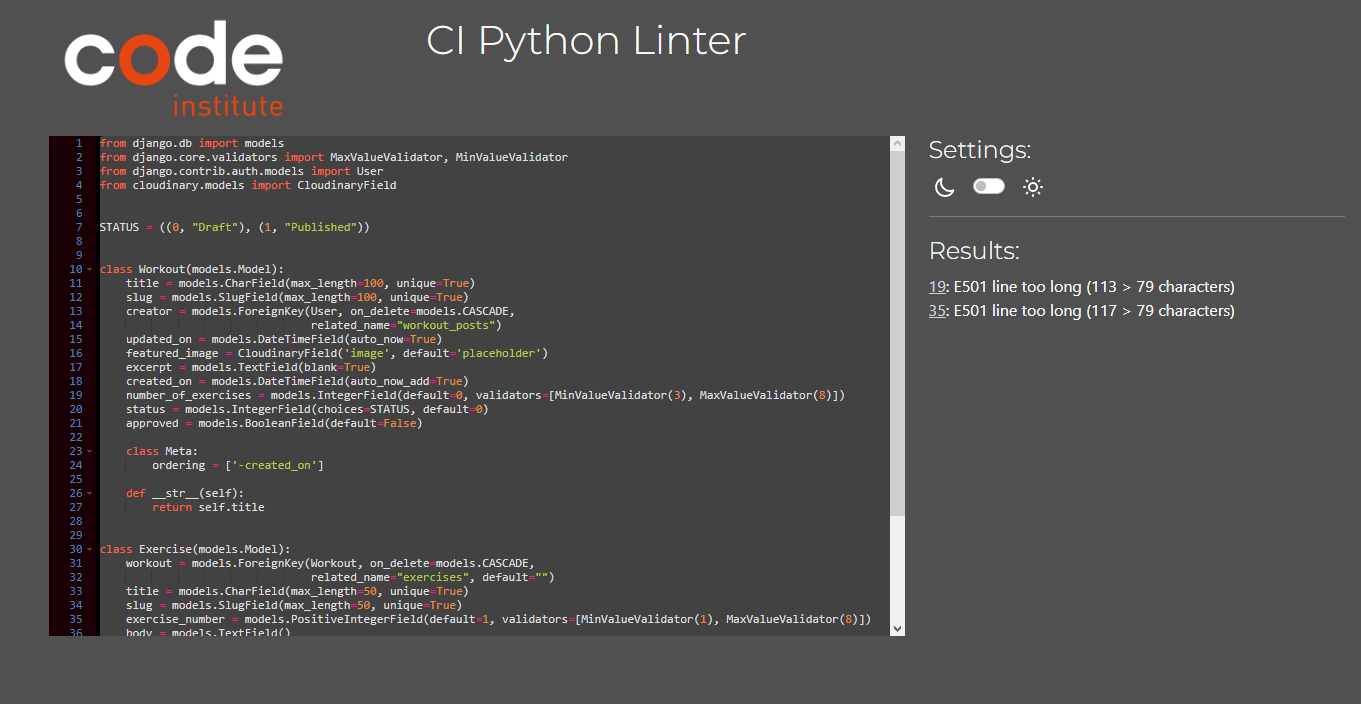 code
institute
CI Python Linter
1 from django.db import models
2 from django.core.validators import MaxValueValidator, MinValueValidator
3 from django.contrib.auth.models import User
4 from cloudinary.models import CloudinaryField
5
6
7 STATUS = ((0, "Draft"), (1, "Published"))
8
9
10 class Workout(models.Model):
11     title = models.CharField(max_length=100, unique=True)
12     slug = models.SlugField(max_length=100, unique=True)
13     creator = models.ForeignKey(User, on_delete=models.CASCADE,
14                                 related_name="workout_posts")
15     updated_on = models.DateTimeField(auto_now=True)
16     featured_image = CloudinaryField('image', default='placeholder')
17     excerpt = models.TextField(blank=True)
18     created_on = models.DateTimeField(auto_now_add=True)
19     number_of_exercises = models.IntegerField(default=0, validators=[MinValueValidator(3), MaxValueValidator(8)])
20     status = models.IntegerField(choices=STATUS, default=0)
21     approved = models.BooleanField(default=False)
22
23     class Meta:
24         ordering = ['-created_on']
25
26     def __str__(self):
27         return self.title
28
29
30 class Exercise(models.Model):
31     workout = models.ForeignKey(Workout, on_delete=models.CASCADE,
32                                 related_name="exercises", default="")
33     title = models.CharField(max_length=50, unique=True)
34     slug = models.SlugField(max_length=50, unique=True)
35     exercise_number = models.PositiveIntegerField(default=1, validators=[MinValueValidator(1), MaxValueValidator(8)])
36     body = models.TextField()
Settings:
Results:
19: E501 line too long (113 > 79 characters)
35: E501 line too long (117 > 79 characters)